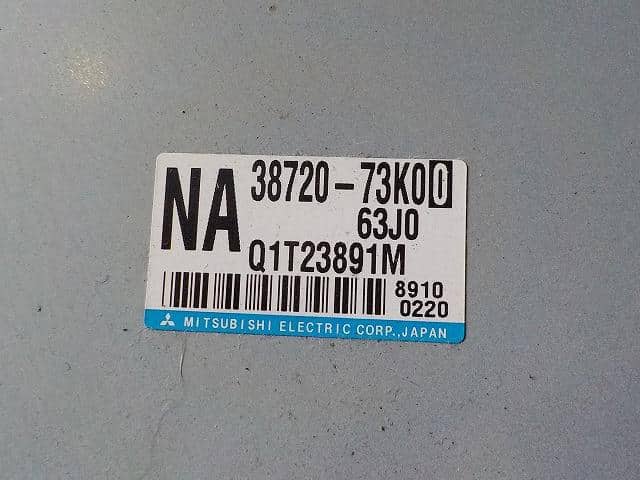 NA 38720-73K00
63J0
Q1T23891M
8910
0220
MITSUBISHI ELECTRIC CORP., JAPAN